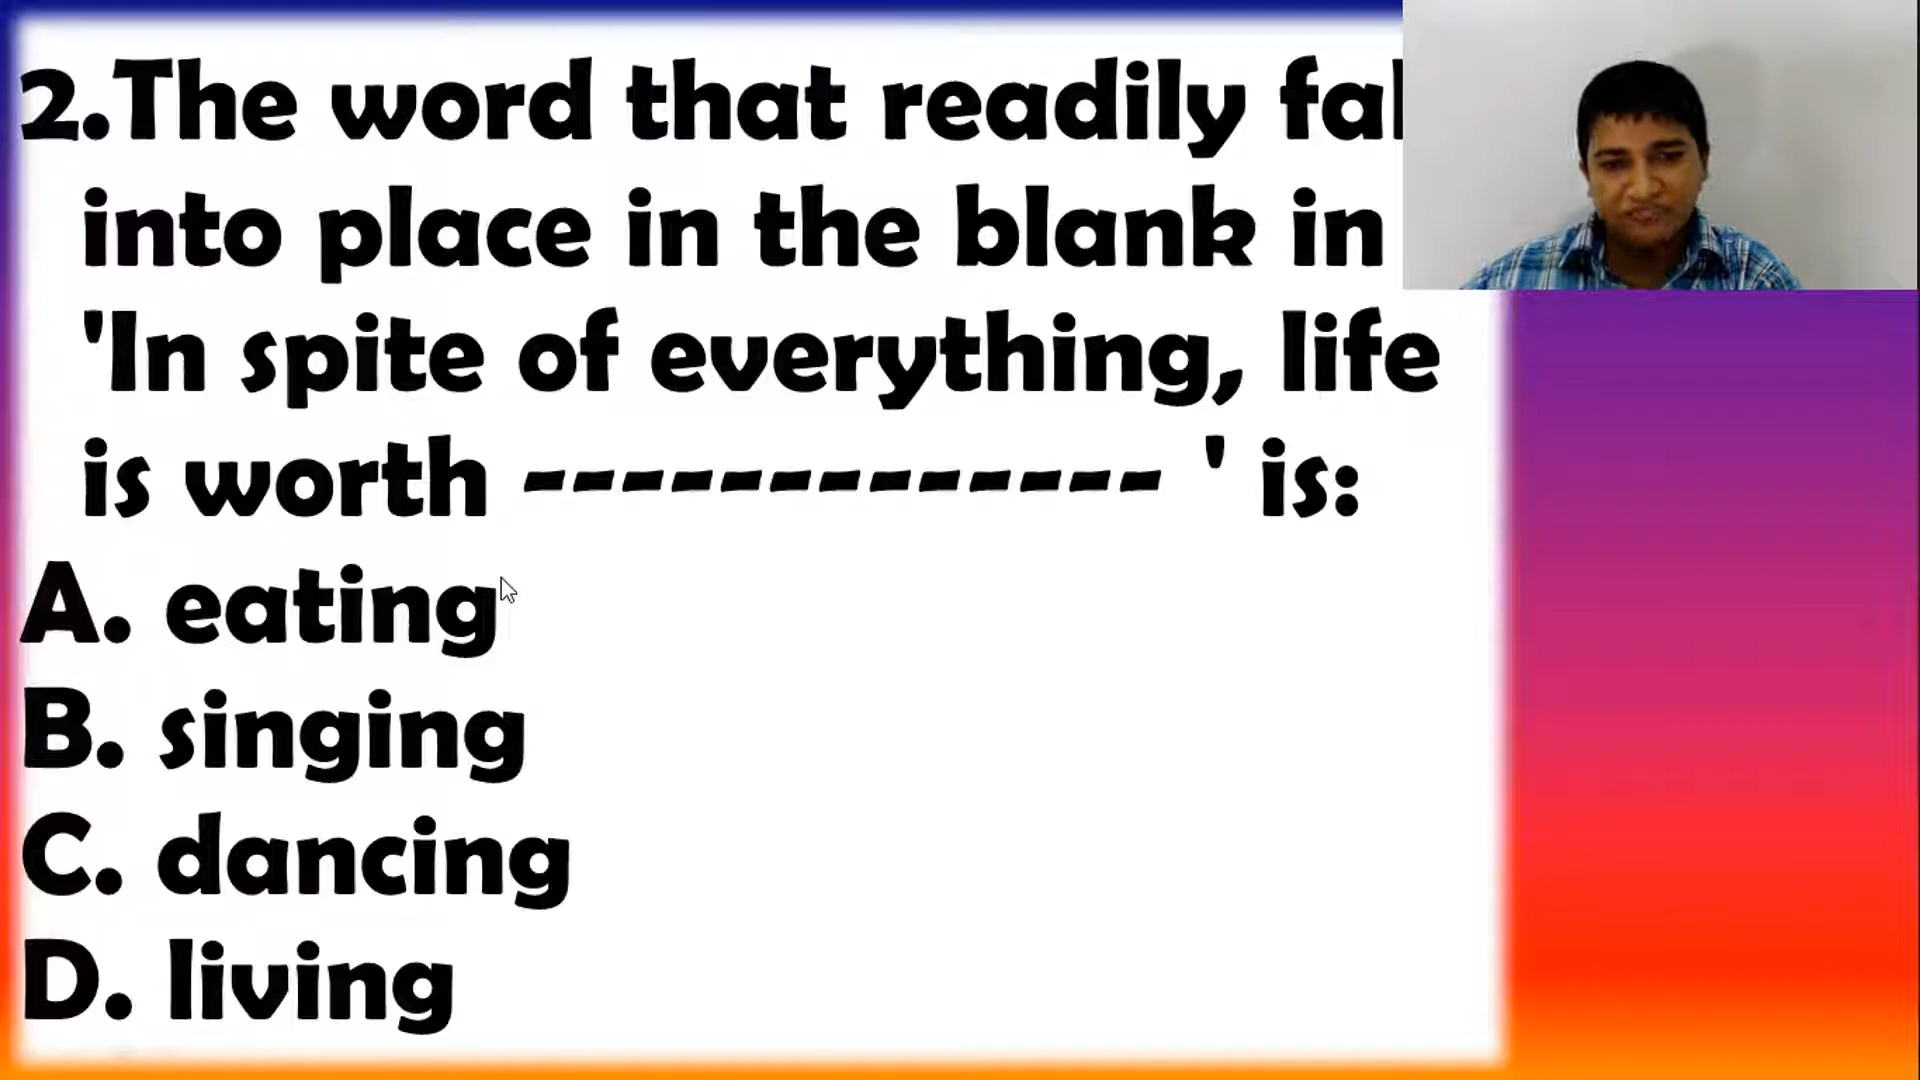 2.The word that readily
into place in the blank in
'In spite of everything, life
is worth -------------- ' is:
A. eating
B. singing
C. dancing
D. living